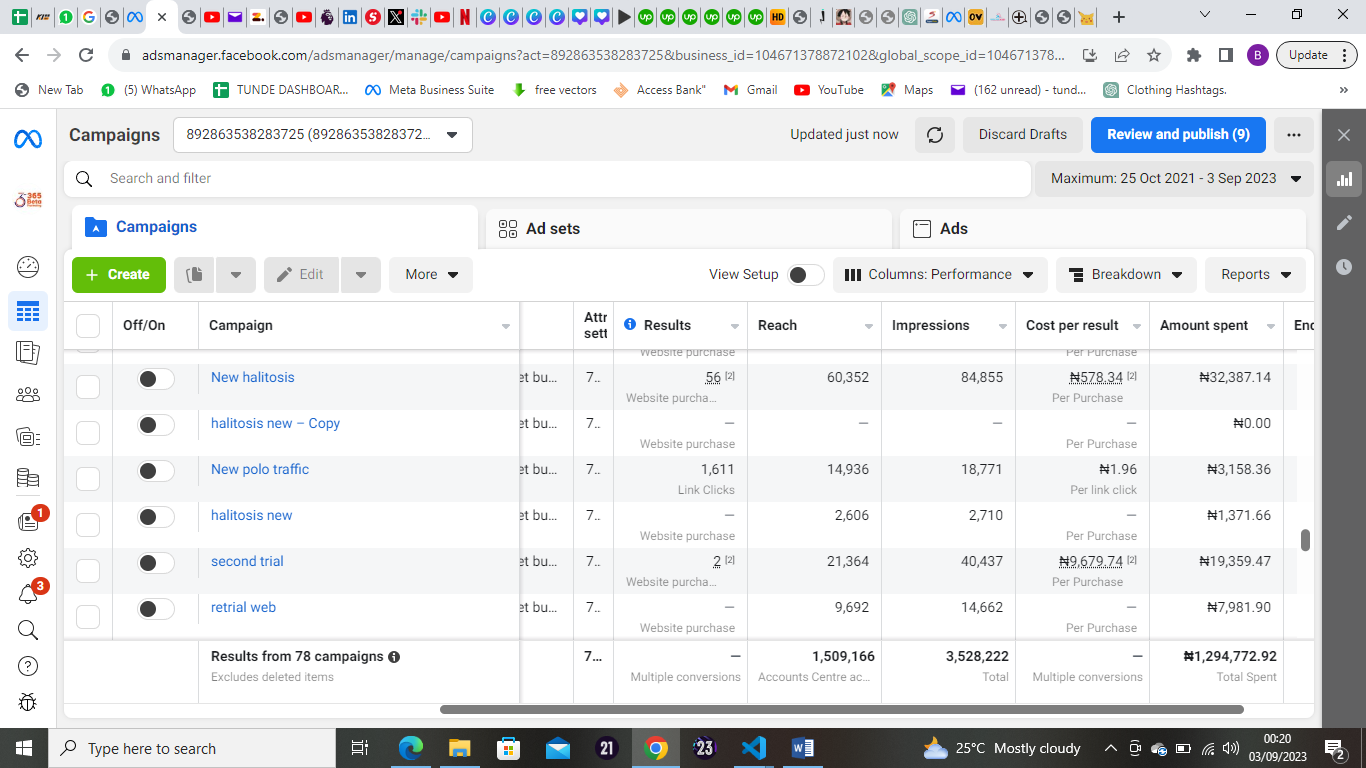 adsmanager.facebook.com/adsmanager/manage/campaigns?act=892863538283725&business_id=104671378872102&global_scope_id=104671378...
B
Update
New Tab
(5) WhatsApp
TUNDE DASHBOAR...
Meta Business Suite
free vectors
Access Bank"
Gmail
YouTube
Maps
(162 unread) - tund...
Clothing Hashtags.
»
Campaigns
892863538283725 (89286353828372...
Updated just now
Discard Drafts
Review and publish (9)
Search and filter
Maximum: 25 Oct 2021 - 3 Sep 2023
365
Beta
Campaigns
Ad sets
Ads
+ Create
Edit
More
View Setup
Columns: Performance
Breakdown
Reports
Off/On
Campaign
Attr
sett
Results
Reach
Impressions
Cost per result
Amount spent
End
Website purchase
Per Purchase
New halitosis
et bu...
7..
56 [2]
60,352
84,855
₦578.34 [2]
₦32,387.14
Website purcha...
Per Purchase
halitosis new – Copy
et bu...
7..
—
—
—
—
₦0.00
Website purchase
Per Purchase
New polo traffic
et bu...
7..
1,611
14,936
18,771
₦1.96
₦3,158.36
Link Clicks
Per link click
halitosis new
et bu...
7..
—
2,606
2,710
—
₦1,371.66
Website purchase
Per Purchase
second trial
et bu...
7..
2 [2]
21,364
40,437
₦9,679.74 [2]
₦19,359.47
Website purcha...
Per Purchase
retrial web
et bu...
7..
—
9,692
14,662
—
₦7,981.90
Website purchase
Per Purchase
Results from 78 campaigns
7...
—
1,509,166
3,528,222
—
₦1,294,772.92
Excludes deleted items
Multiple conversions
Accounts Centre ac...
Total
Multiple conversions
Total Spent
1
3
Type here to search
21
23
25°C Mostly cloudy
00:20
03/09/2023
2